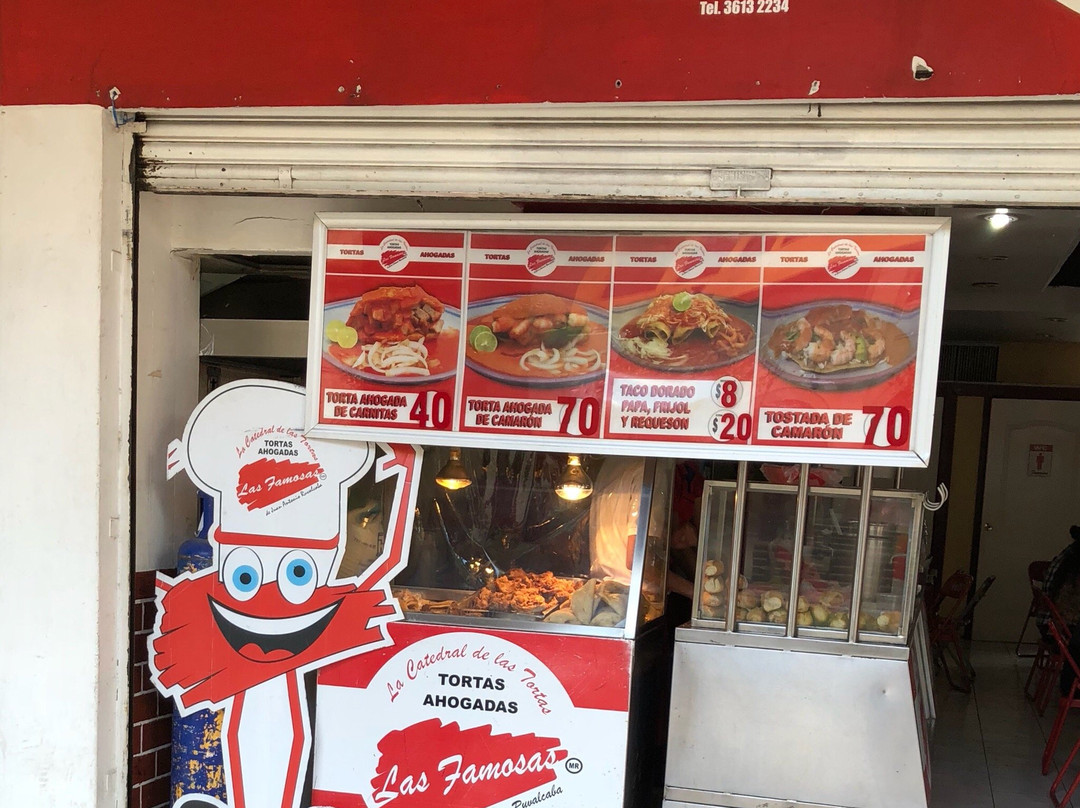 Tel. 3613 2234
TORTAS AHOGADAS
TORTAS AHOGADAS
TORTAS AHOGADAS
TORTAS AHOGADAS
TORTA AHOGADA
DE CARNITAS 40
TORTA AHOGADA
DE CAMARÓN 70
TACO DORADO $8
PAPA, FRIJOL
Y REQUESON $20
TOSTADA DE
CAMARÓN 70
La Catedral de las Tortas
TORTAS
AHOGADAS
Las Famosas
MR
La Catedral de las Tortas
TORTAS
AHOGADAS
Las Famosas MR
Ruvalcaba